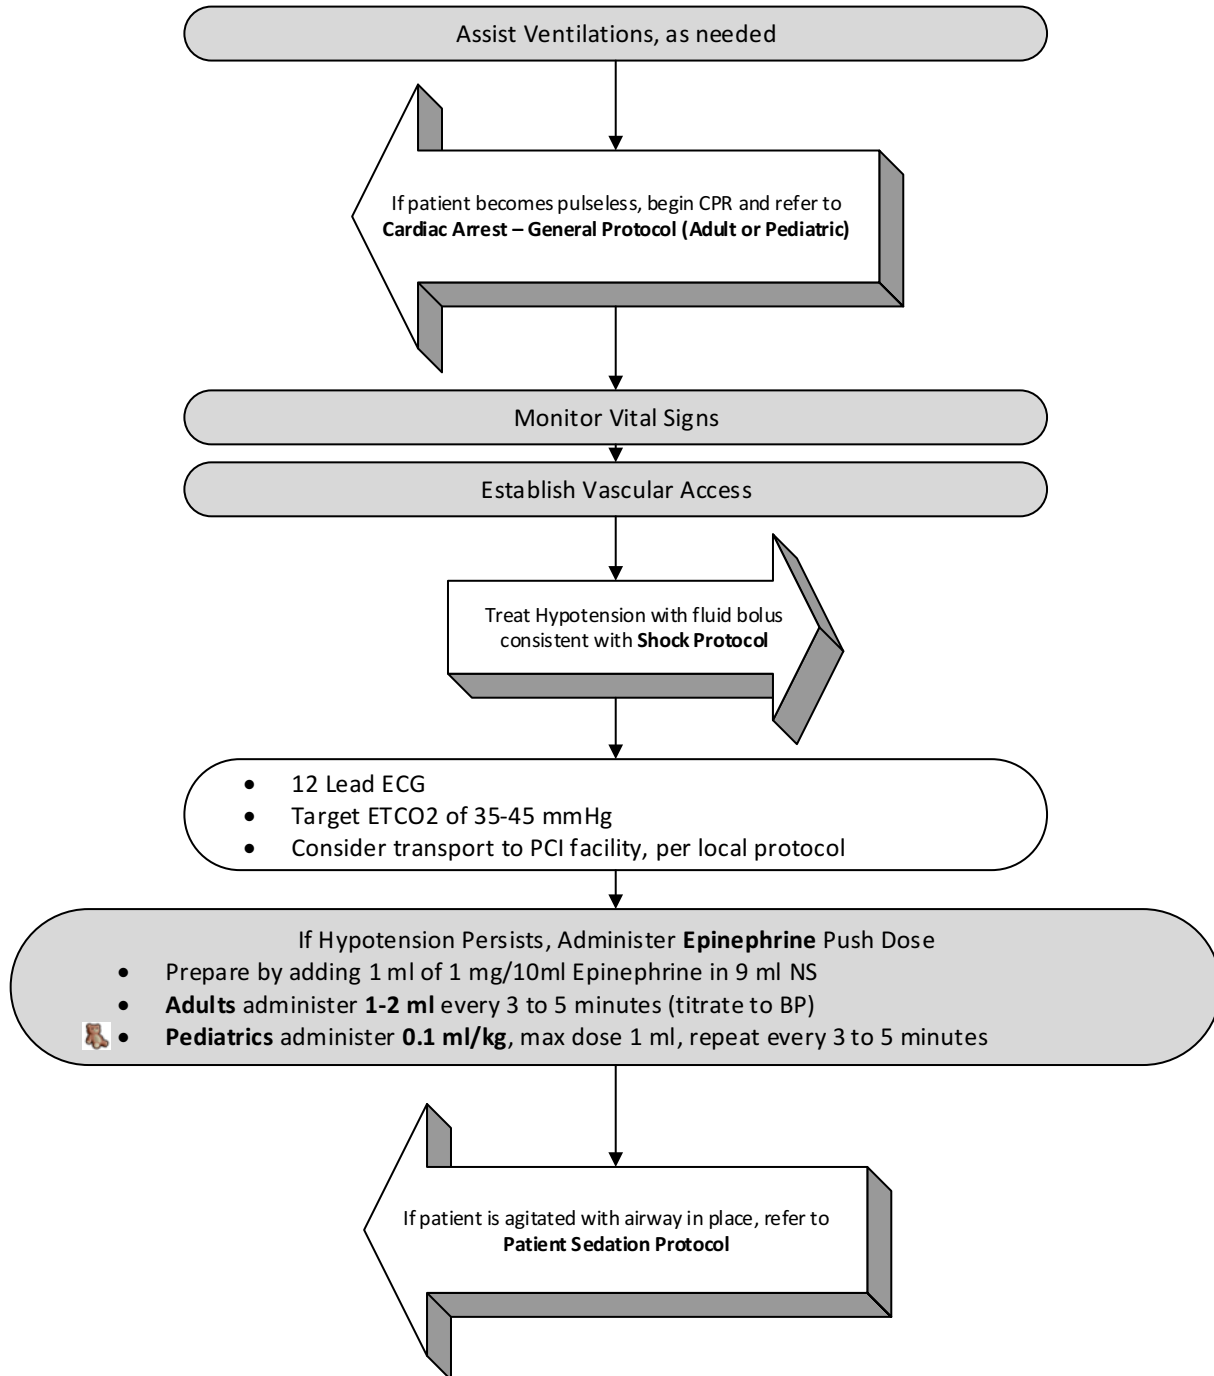 Assist Ventilations, as needed
If patient becomes pulseless, begin CPR and refer to
Cardiac Arrest – General Protocol (Adult or Pediatric)
Monitor Vital Signs
Establish Vascular Access
Treat Hypotension with fluid bolus
consistent with Shock Protocol
• 12 Lead ECG
• Target ETCO2 of 35-45 mmHg
• Consider transport to PCI facility, per local protocol
If Hypotension Persists, Administer Epinephrine Push Dose
• Prepare by adding 1 ml of 1 mg/10ml Epinephrine in 9 ml NS
• Adults administer 1-2 ml every 3 to 5 minutes (titrate to BP)
• Pediatrics administer 0.1 ml/kg, max dose 1 ml, repeat every 3 to 5 minutes
If patient is agitated with airway in place, refer to
Patient Sedation Protocol